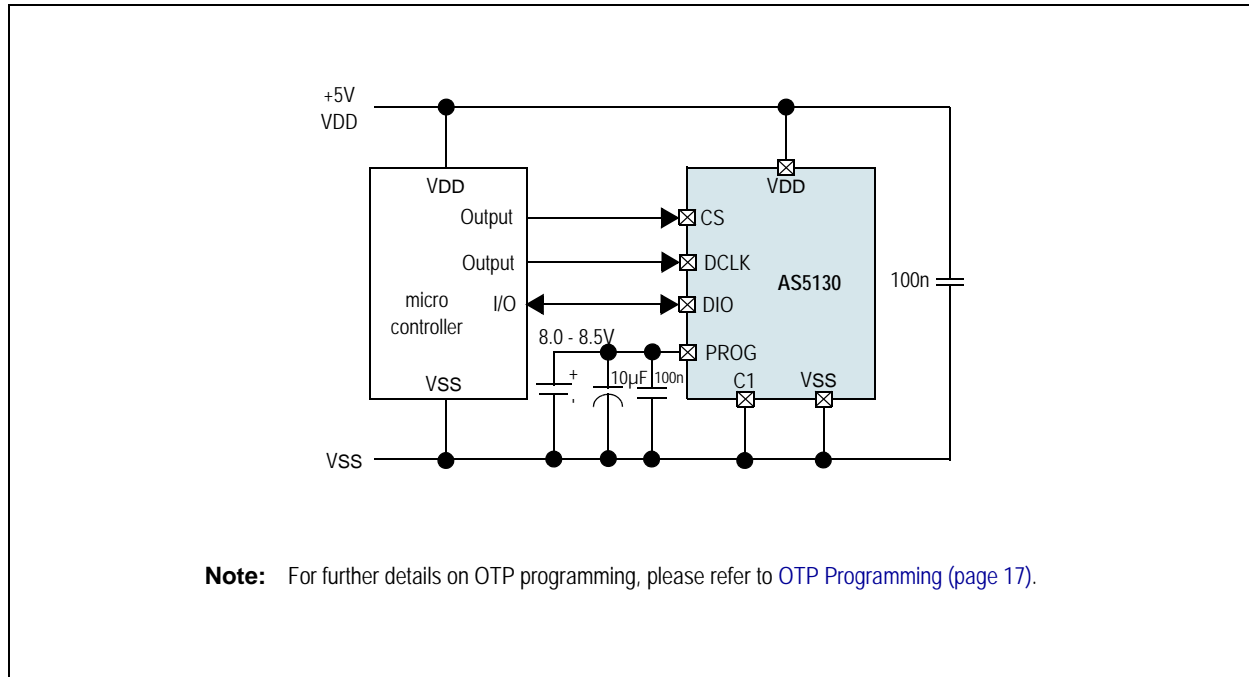 +5V
VDD
VDD
VDD
Output
CS
Output
DCLK
AS5130
100n
micro
controller
I/O
DIO
8.0 - 8.5V
PROG
+
10µF
100n
-
C1
VSS
VSS
VSS
Note: For further details on OTP programming, please refer to OTP Programming (page 17).